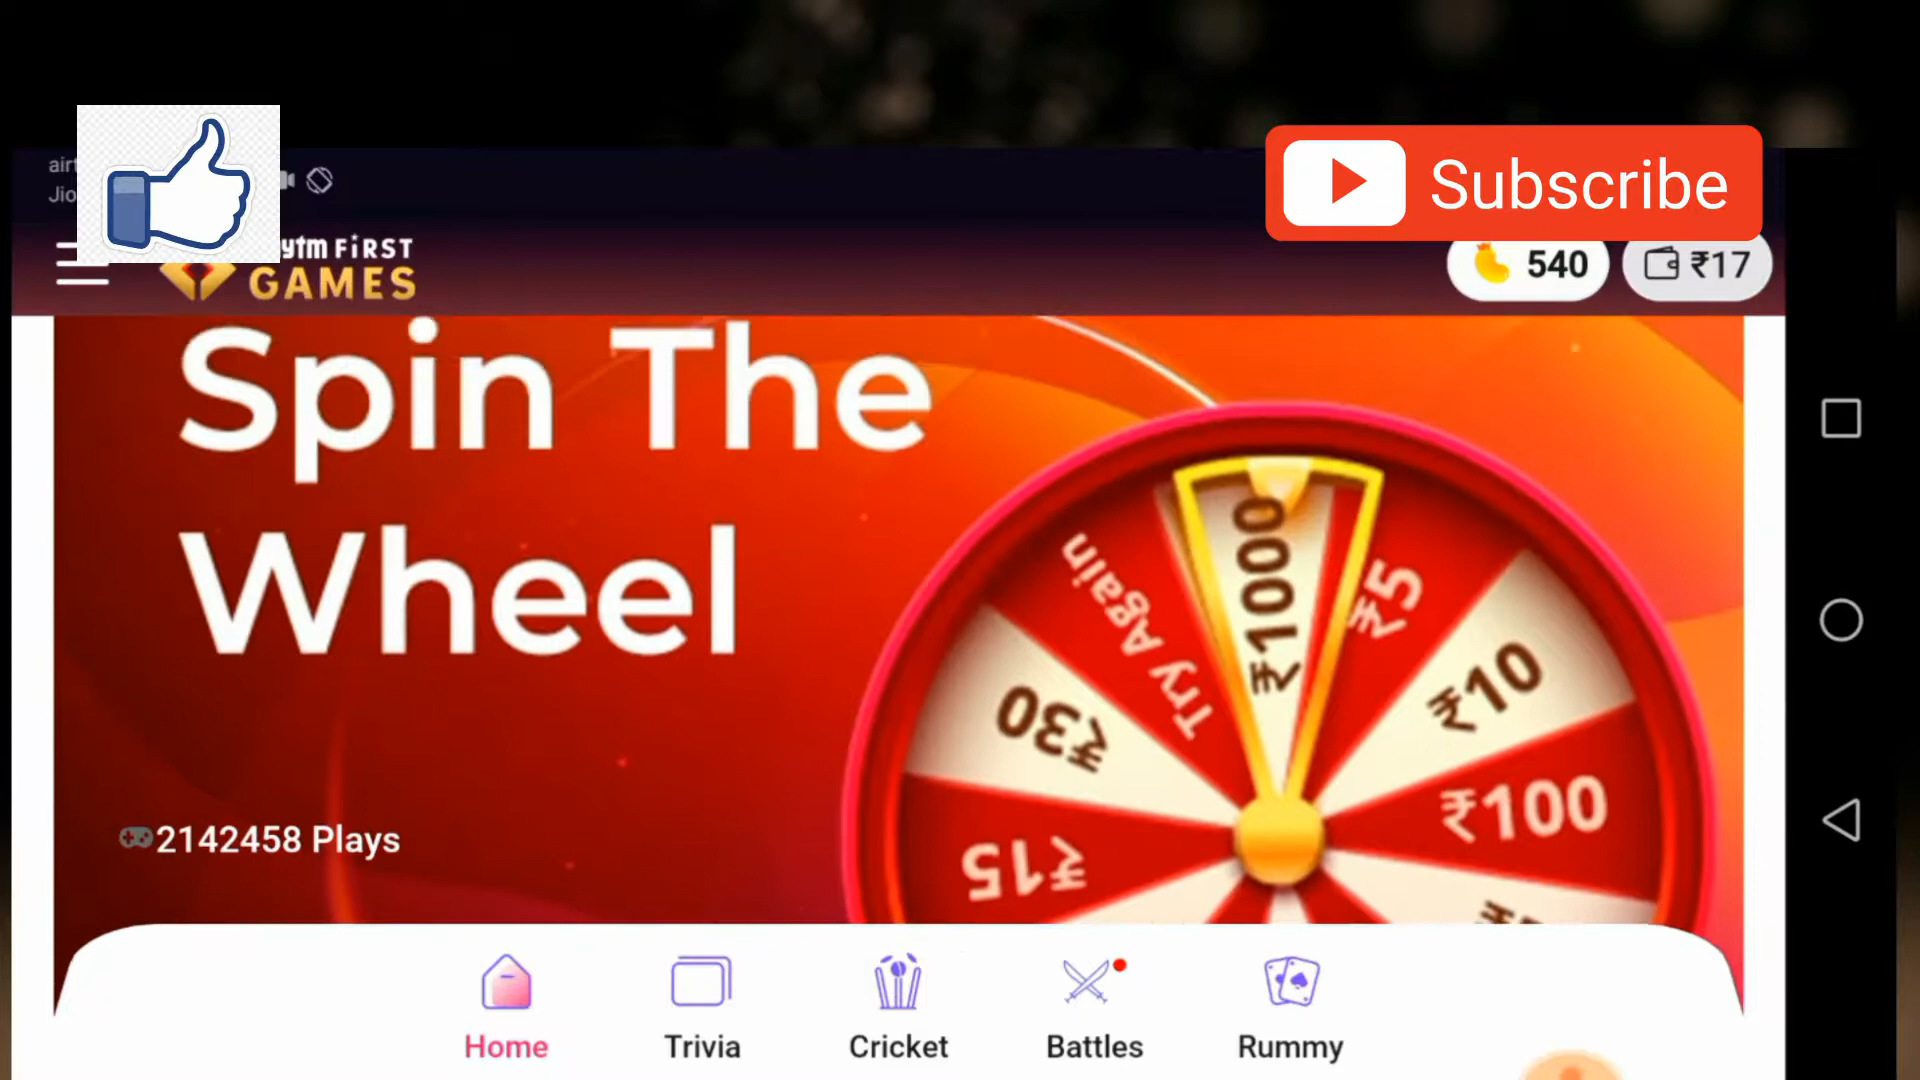 Subscribe
ytm FiRST
GAMES
540
₹17
Spin The
Wheel
Try Again
₹1000
₹5
₹10
₹30
₹100
₹15
2142458 Plays
Home
Trivia
Cricket
Battles
Rummy